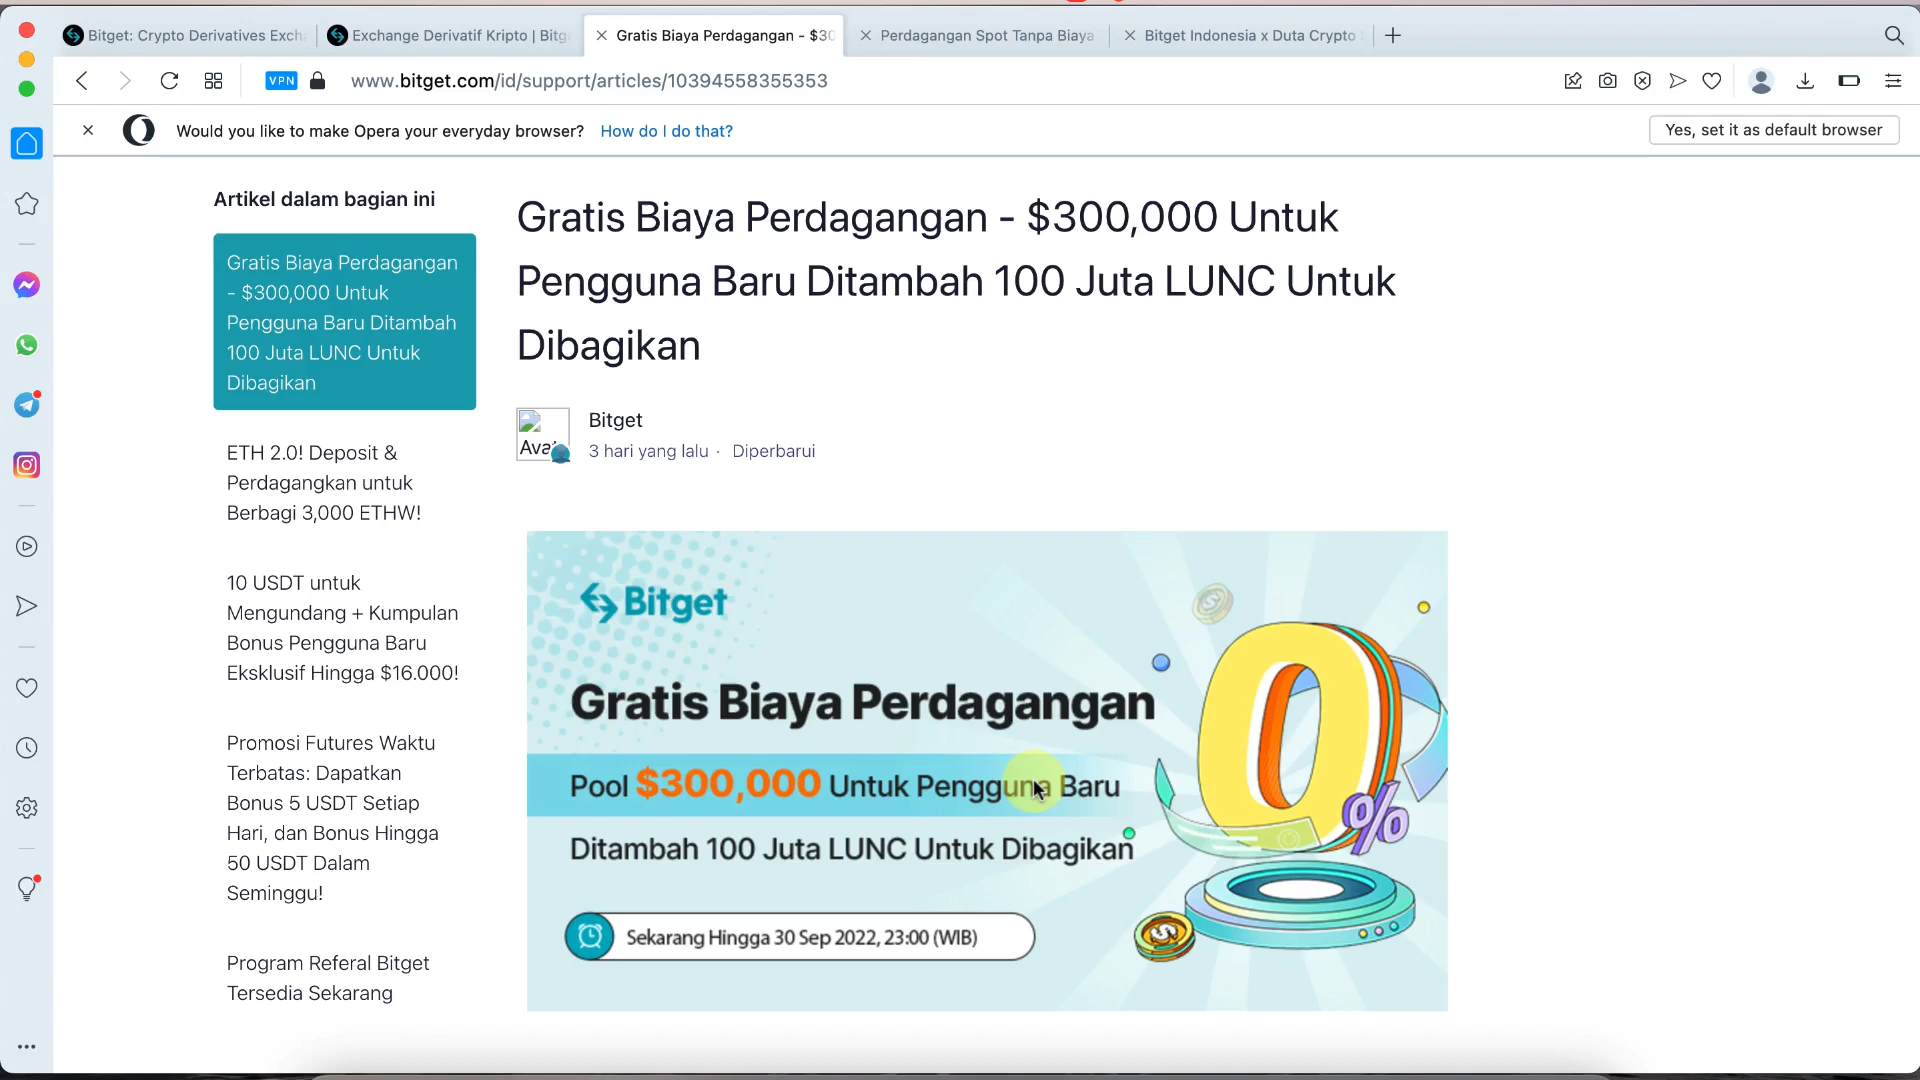 Bitget: Crypto Derivatives Exch
Exchange Derivatif Kripto | Bitg
Gratis Biaya Perdagangan - $30
Perdagangan Spot Tanpa Biaya
Bitget Indonesia x Duta Crypto
VPN
www.bitget.com/id/support/articles/10394558355353
Would you like to make Opera your everyday browser? How do I do that?
Yes, set it as default browser
Artikel dalam bagian ini
Gratis Biaya Perdagangan
- $300,000 Untuk
Pengguna Baru Ditambah
100 Juta LUNC Untuk
Dibagikan
ETH 2.0! Deposit &
Perdagangkan untuk
Berbagi 3,000 ETHW!
10 USDT untuk
Mengundang + Kumpulan
Bonus Pengguna Baru
Eksklusif Hingga $16.000!
Promosi Futures Waktu
Terbatas: Dapatkan
Bonus 5 USDT Setiap
Hari, dan Bonus Hingga
50 USDT Dalam
Seminggu!
Program Referal Bitget
Tersedia Sekarang
Gratis Biaya Perdagangan - $300,000 Untuk
Pengguna Baru Ditambah 100 Juta LUNC Untuk
Dibagikan
Ava
Bitget
3 hari yang lalu · Diperbarui
Bitget
Gratis Biaya Perdagangan
Pool $300,000 Untuk Pengguna Baru
Ditambah 100 Juta LUNC Untuk Dibagikan
Sekarang Hingga 30 Sep 2022, 23:00 (WIB)
0%